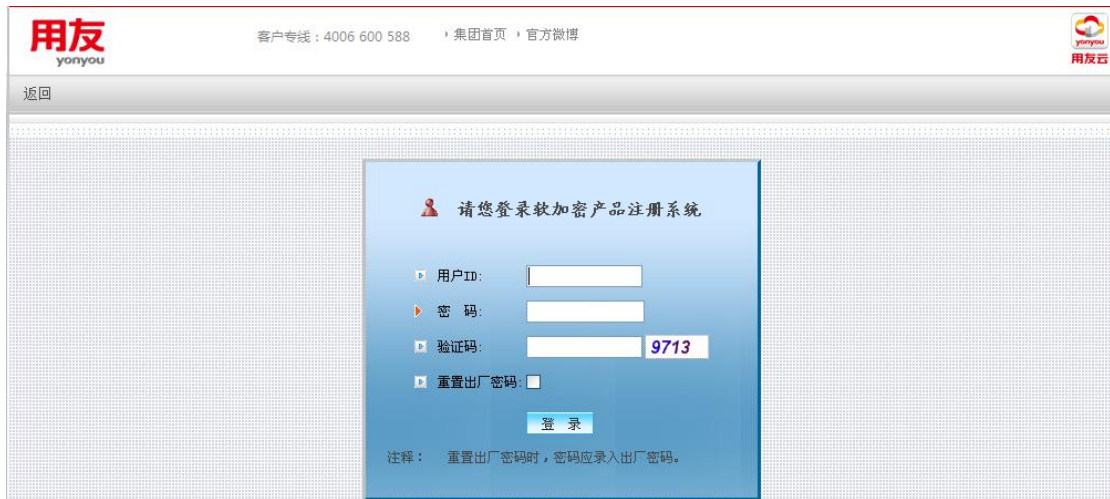 用友
yonyou
客户专线：4006 600 588 集团首页 官方微博
yonyou
用友云
返回
请您登录软加密产品注册系统
用户ID:
密 码:
验证码: 9713
重置出厂密码:
登 录
注释： 重置出厂密码时，密码应录入出厂密码。